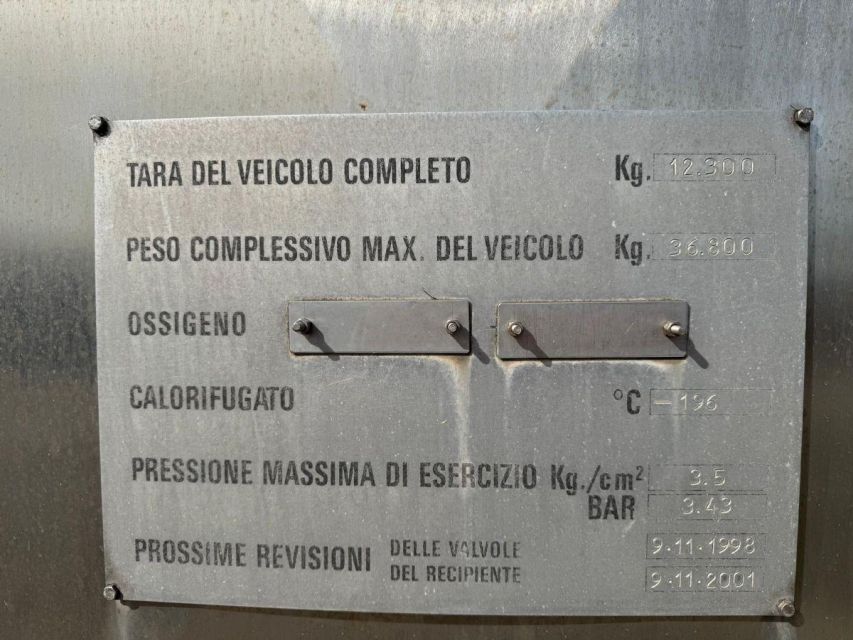 TARA DEL VEICOLO COMPLETO Kg. 12.300
PESO COMPLESSIVO MAX. DEL VEICOLO Kg. 36.800
OSSIGENO
CALORIFUGATO °C -196
PRESSIONE MASSIMA DI ESERCIZIO Kg./cm² 3.5
BAR 3.43
PROSSIME REVISIONI DELLE VALVOLE 9.11.1998
DEL RECIPIENTE 9.11.2001